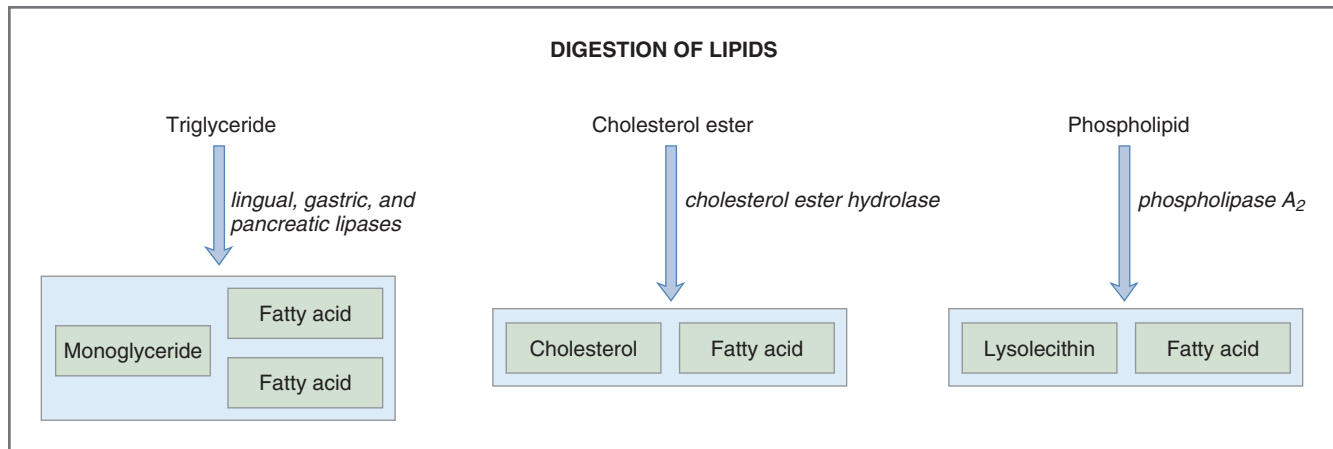 DIGESTION OF LIPIDS
Triglyceride
lingual, gastric, and
pancreatic lipases
Monoglyceride
Fatty acid
Fatty acid
Cholesterol ester
cholesterol ester hydrolase
Cholesterol
Fatty acid
Phospholipid
phospholipase A2
Lysolecithin
Fatty acid